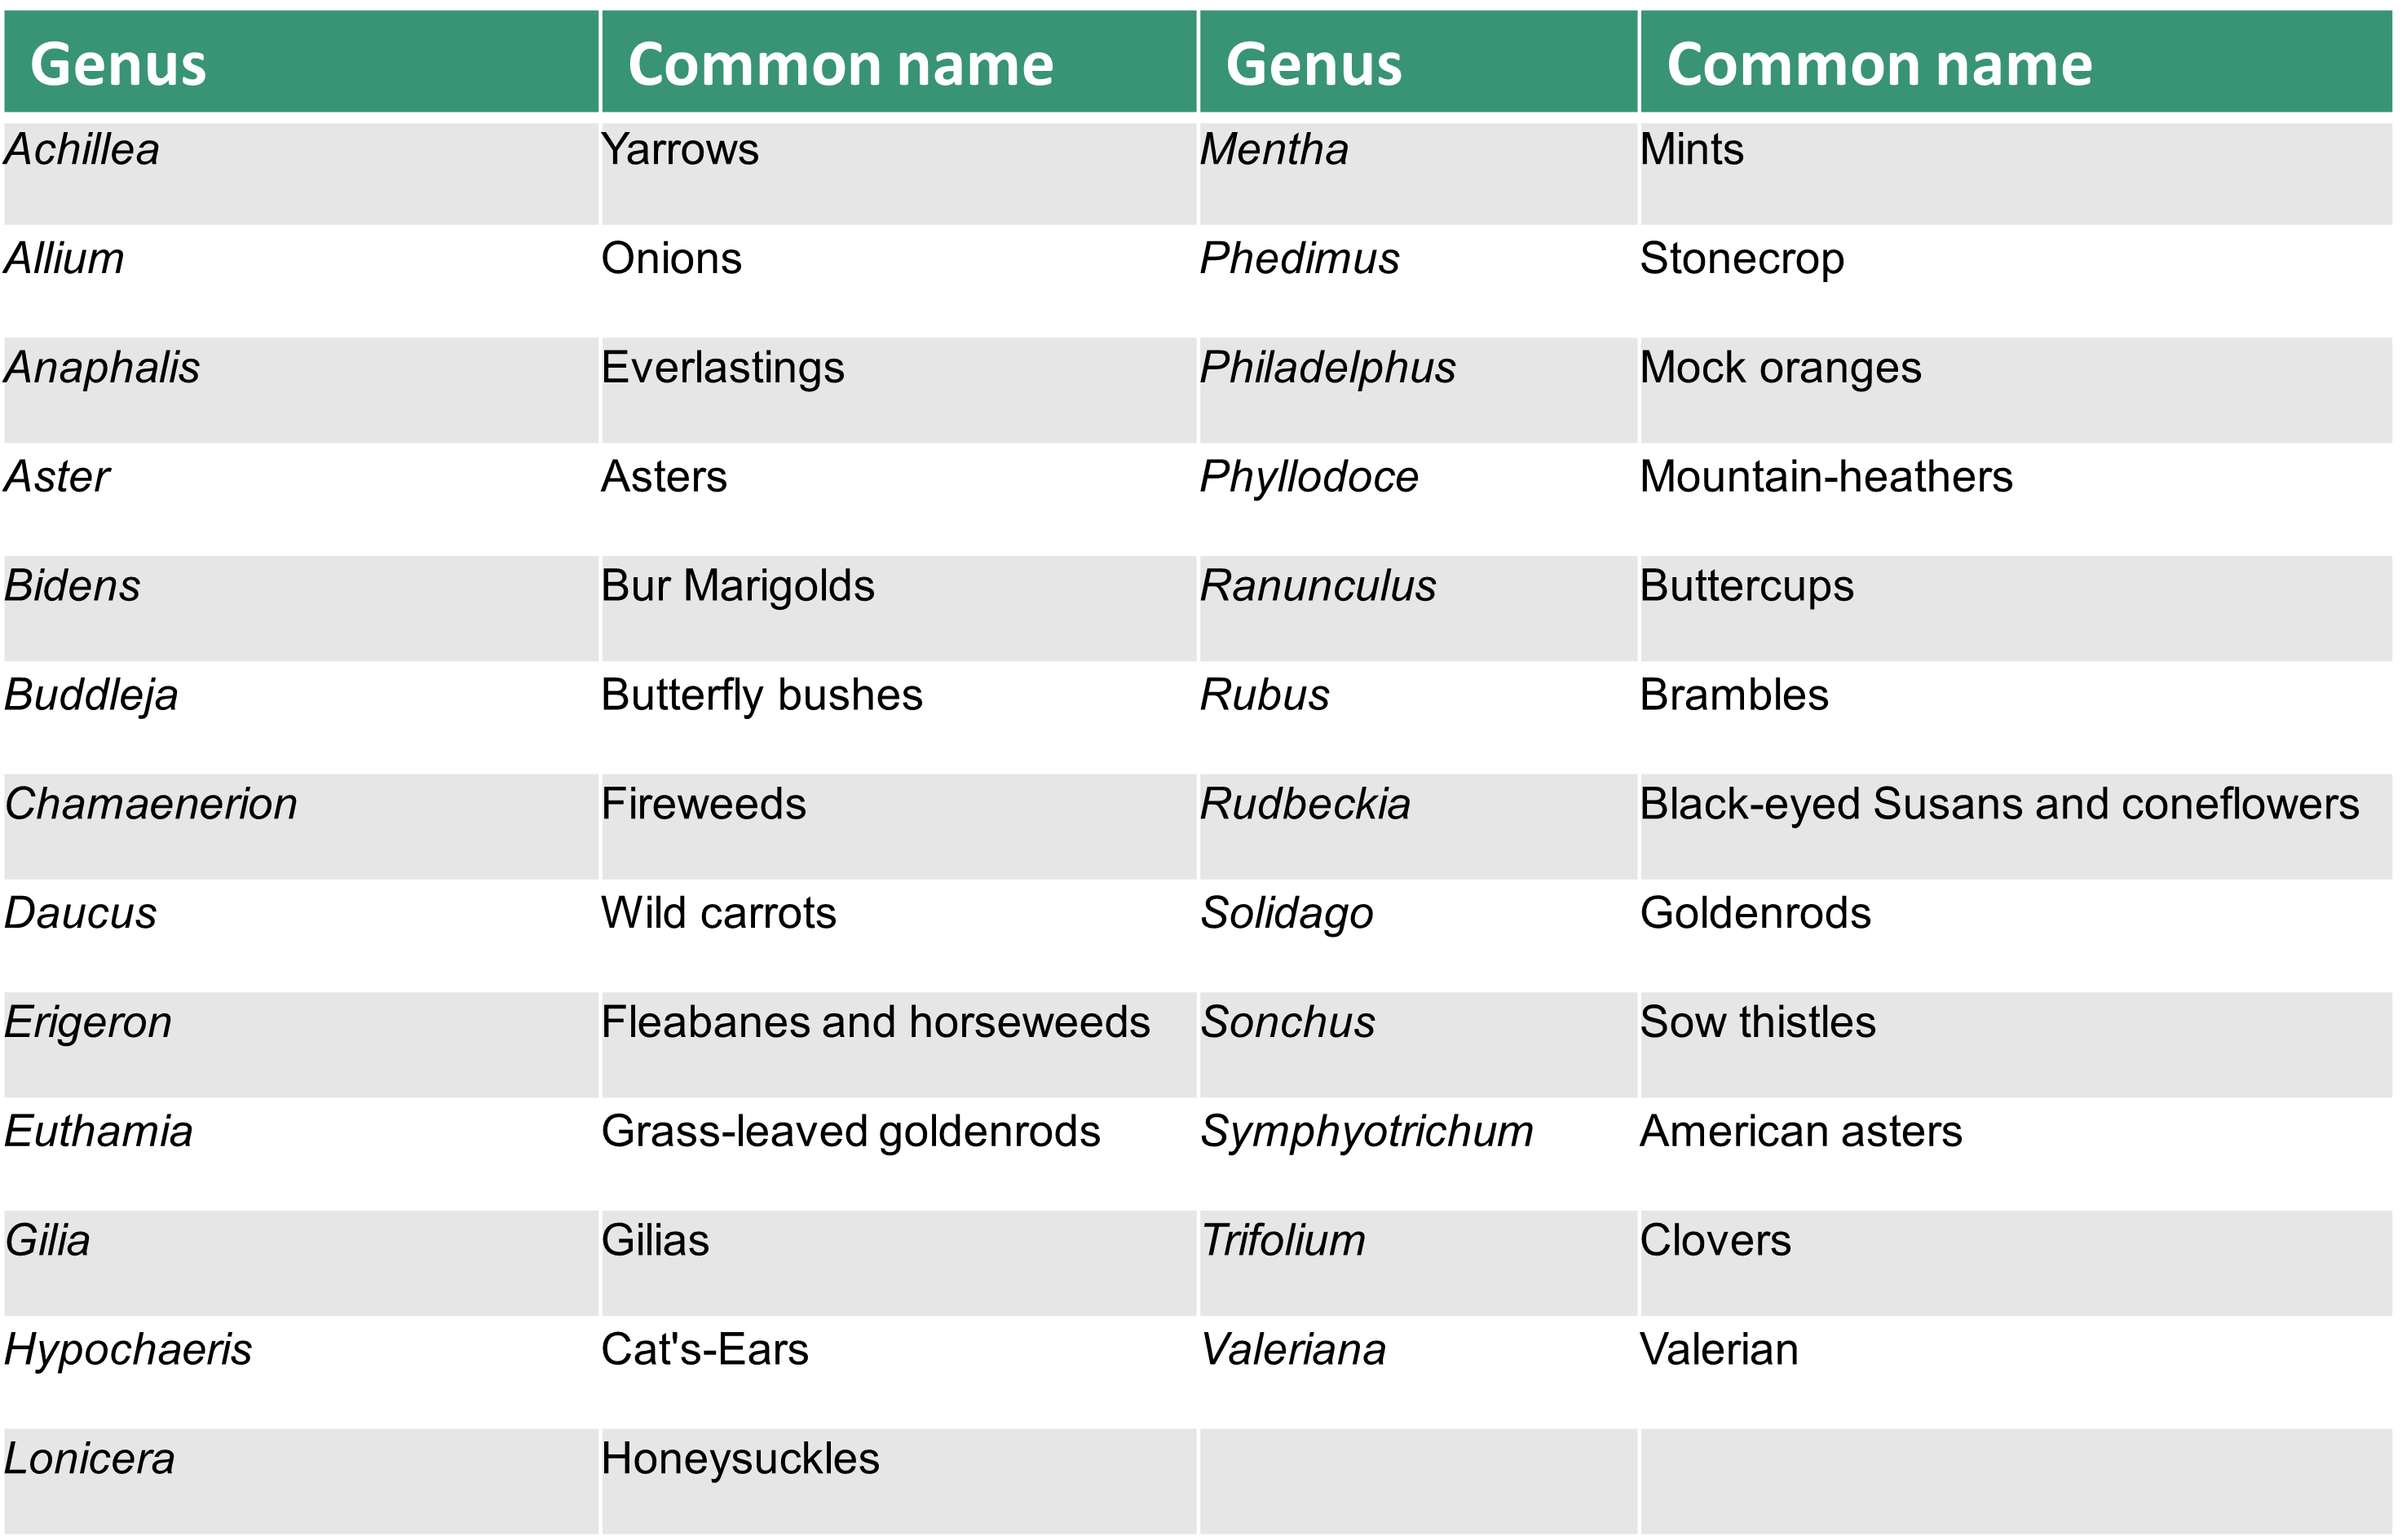 Genus Common name Genus Common name
Achillea Yarrows Mentha Mints
Allium Onions Phedimus Stonecrop
Anaphalis Everlastings Philadelphus Mock oranges
Aster Asters Phyllodoce Mountain-heathers
Bidens Bur Marigolds Ranunculus Buttercups
Buddleja Butterfly bushes Rubus Brambles
Chamaenerion Fireweeds Rudbeckia Black-eyed Susans and coneflowers
Daucus Wild carrots Solidago Goldenrods
Erigeron Fleabanes and horseweeds Sonchus Sow thistles
Euthamia Grass-leaved goldenrods Symphyotrichum American asters
Gilia Gilias Trifolium Clovers
Hypochaeris Cat's-Ears Valeriana Valerian
Lonicera Honeysuckles